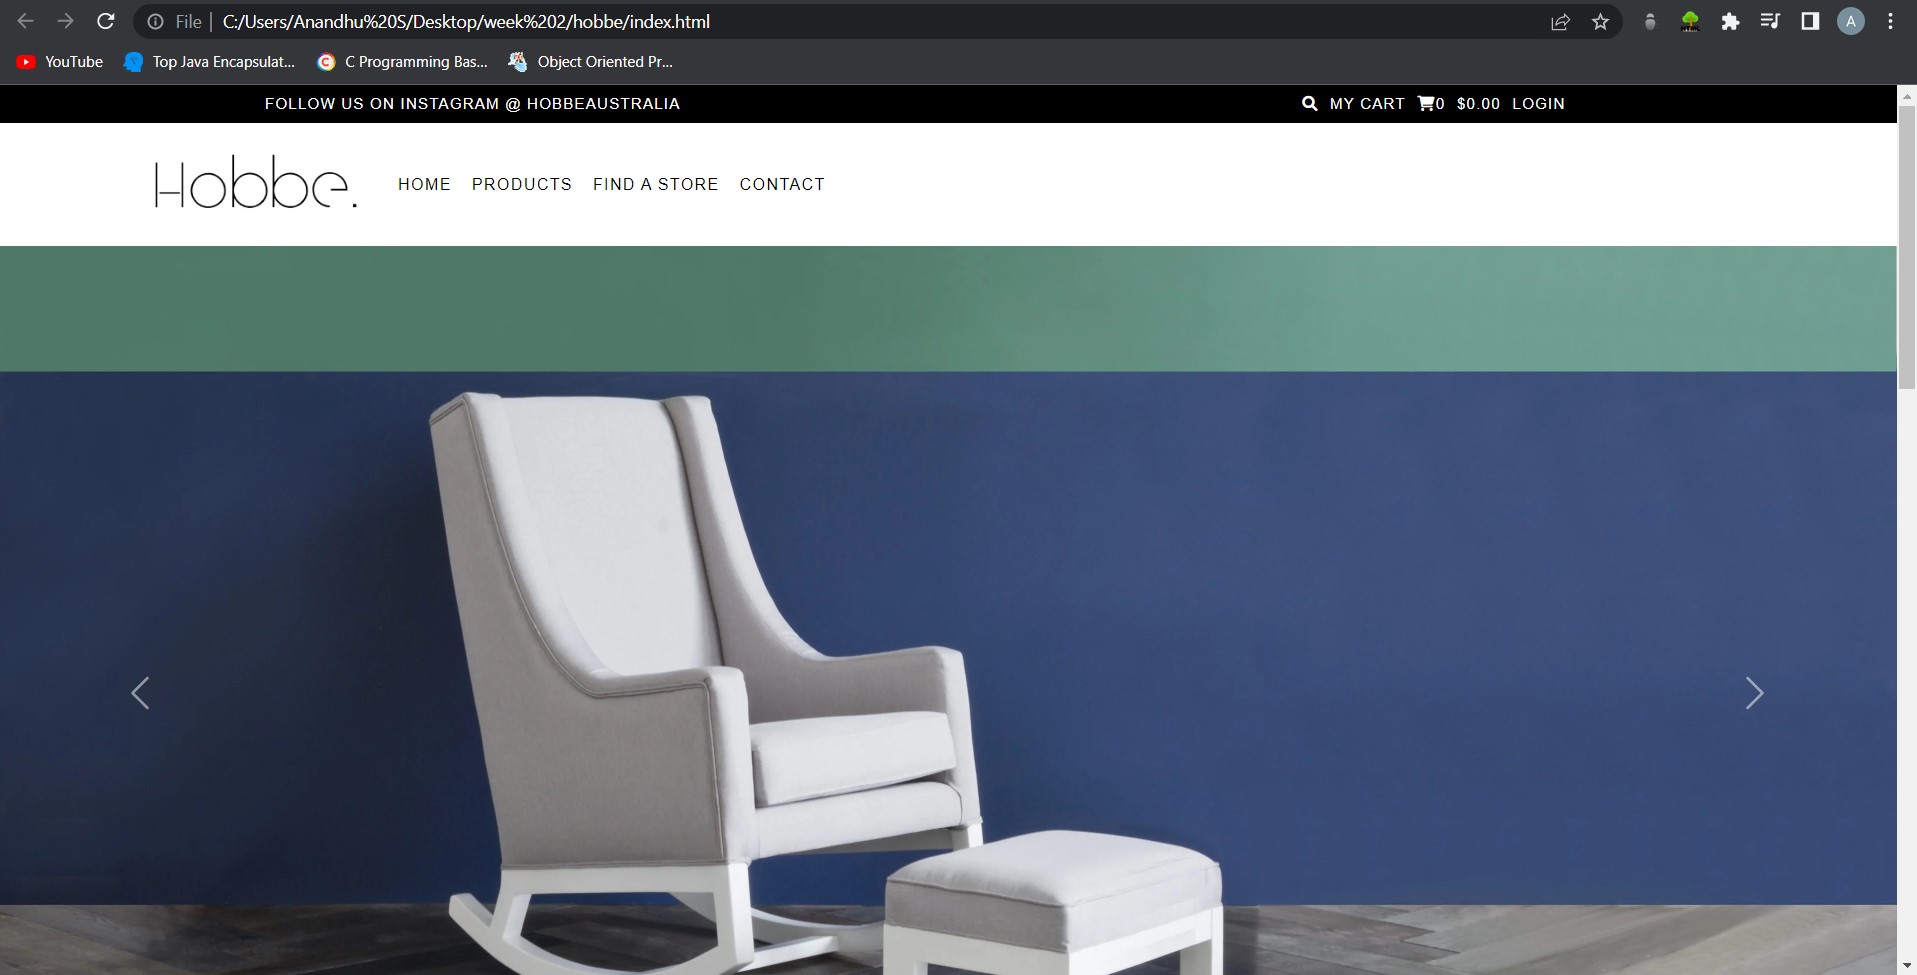 File | C:/Users/Anandhu%20S/Desktop/week%202/hobbe/index.html
A
YouTube Top Java Encapsulat... C Programming Bas... Object Oriented Pr...
FOLLOW US ON INSTAGRAM @ HOBBEAUSTRALIA MY CART 0 $0.00 LOGIN
Hobbe. HOME PRODUCTS FIND A STORE CONTACT